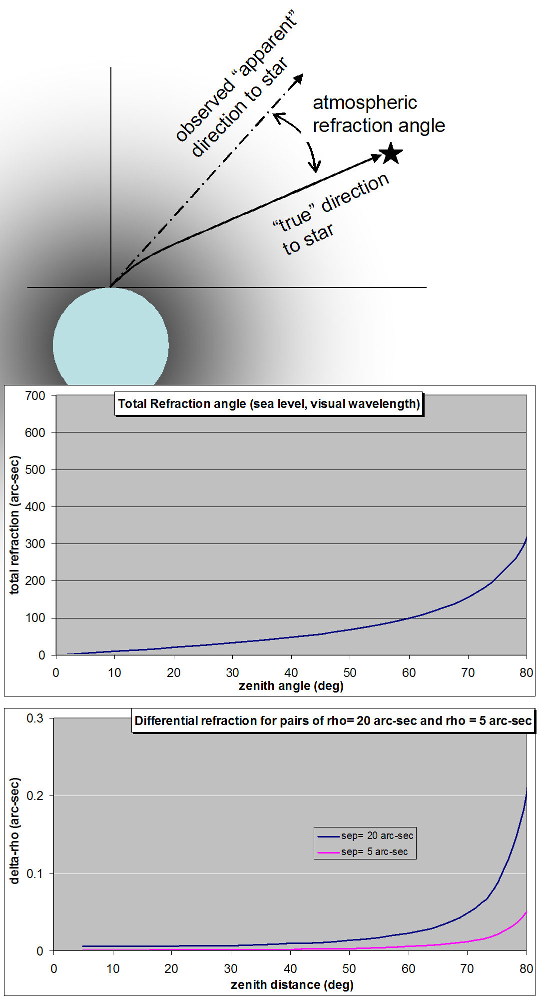 observed “apparent”
direction to star
atmospheric
refraction angle
“true” direction
to star
Total Refraction angle (sea level, visual wavelength)
total refraction (arc-sec)
700
600
500
400
300
200
100
0
0 10 20 30 40 50 60 70 80
zenith angle (deg)
Differential refraction for pairs of rho= 20 arc-sec and rho = 5 arc-sec
delta-rho (arc-sec)
0.3
0.2
0.1
0
sep= 20 arc-sec
sep= 5 arc-sec
0 10 20 30 40 50 60 70 80
zenith distance (deg)